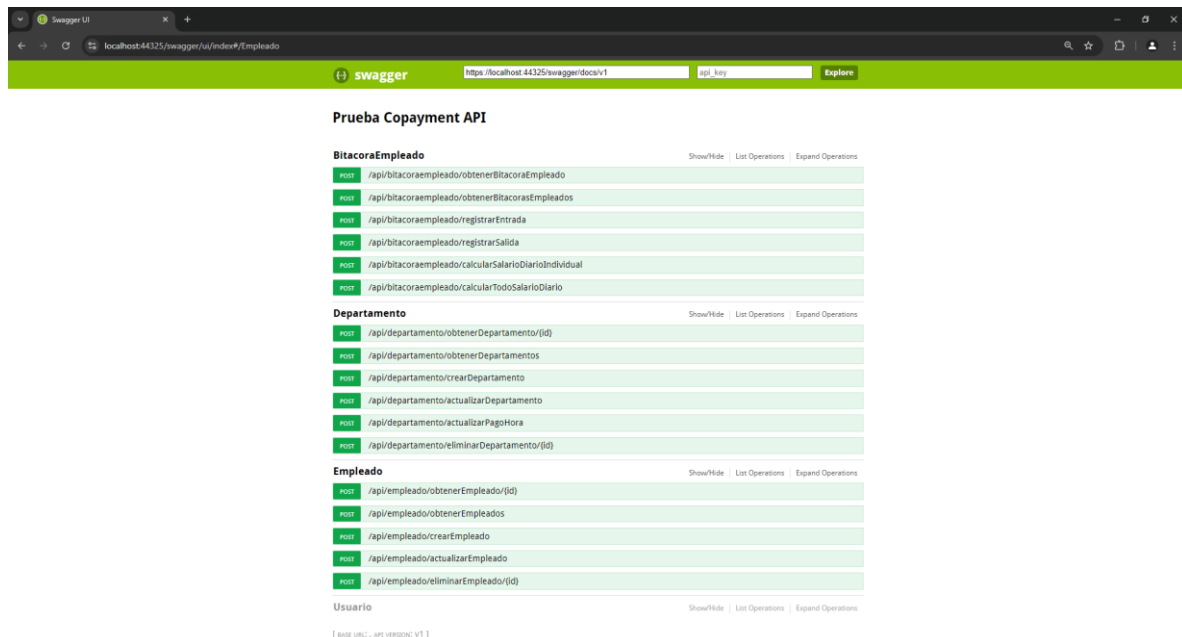 Swagger UI
localhost:44325/swagger/ui/index#/Empleado
swagger https://localhost:44325/swagger/docs/v1 api_key Explore
Prueba Copayment API
BitacoraEmpleado Show/Hide List Operations Expand Operations
POST /api/bitacoraempleado/obtenerBitacoraEmpleado
POST /api/bitacoraempleado/obtenerBitacorasEmpleados
POST /api/bitacoraempleado/registrarEntrada
POST /api/bitacoraempleado/registrarSalida
POST /api/bitacoraempleado/calcularSalarioDiarioIndividual
POST /api/bitacoraempleado/calcularTodoSalarioDiario
Departamento Show/Hide List Operations Expand Operations
POST /api/departamento/obtenerDepartamento/{id}
POST /api/departamento/obtenerDepartamentos
POST /api/departamento/crearDepartamento
POST /api/departamento/actualizarDepartamento
POST /api/departamento/actualizarPagoHora
POST /api/departamento/eliminarDepartamento/{id}
Empleado Show/Hide List Operations Expand Operations
POST /api/empleado/obtenerEmpleado/{id}
POST /api/empleado/obtenerEmpleados
POST /api/empleado/crearEmpleado
POST /api/empleado/actualizarEmpleado
POST /api/empleado/eliminarEmpleado/{id}
Usuario Show/Hide List Operations Expand Operations
[ BASE URL: , API VERSION: V1 ]